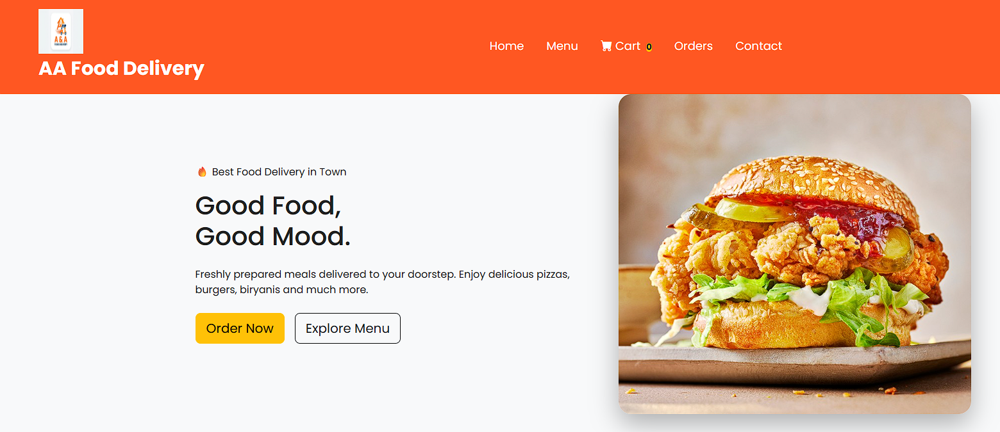 A & A
AA Food Delivery
Home Menu Cart 0 Orders Contact
🔥 Best Food Delivery in Town
Good Food,
Good Mood.
Freshly prepared meals delivered to your doorstep. Enjoy delicious pizzas,
burgers, biryanis and much more.
Order Now Explore Menu